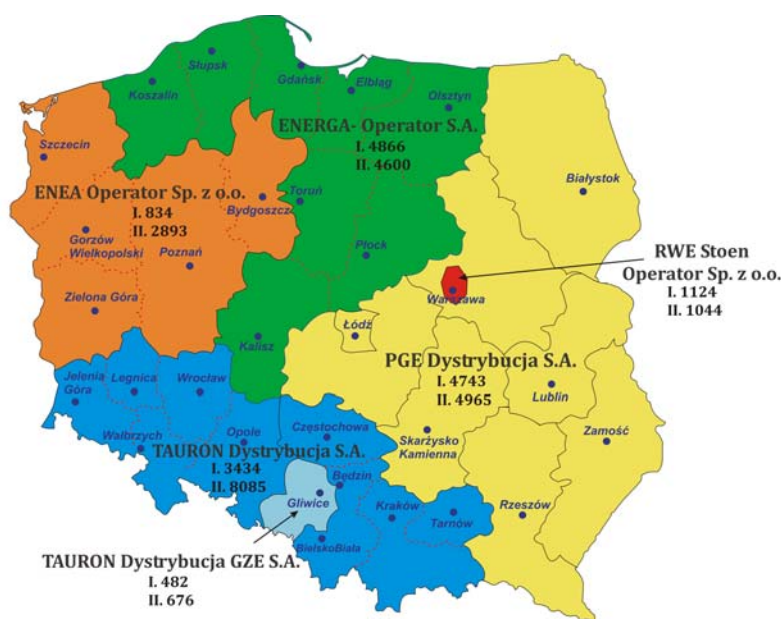 Słupsk
Koszalin
Gdańsk
Elbląg
Olsztyn
ENERGA- Operator S.A.
I. 4866
II. 4600
Szczecin
ENEA Operator Sp. z o.o.
I. 834
II. 2893
Toruń
Bydgoszcz
Białystok
Gorzów
Wielkopolski
Poznań
Płock
RWE Stoen
Operator Sp. z o.o.
I. 1124
II. 1044
Zielona Góra
Warszawa
Łódź
Kalisz
PGE Dystrybucja S.A.
I. 4743
II. 4965
Jelenia
Góra
Legnica
Wrocław
Lublin
Wałbrzych
Opole
Częstochowa
Skarżysko
Kamienna
Zamość
TAURON Dystrybucja S.A.
I. 3434
II. 8085
Będzin
Gliwice
Kraków
Tarnów
Rzeszów
BielskoBiała
TAURON Dystrybucja GZE S.A.
I. 482
II. 676